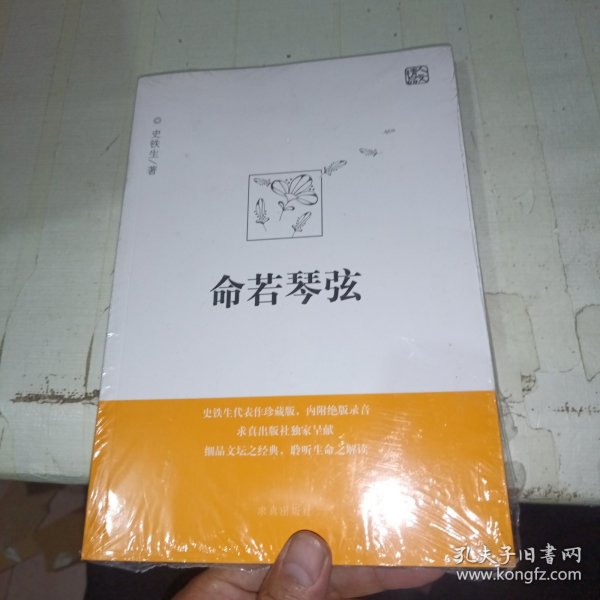 史铁生/著
命若琴弦
史铁生代表作珍藏版,内附绝版录音
求真出版社独家呈献
细品文坛之经典,聆听生命之解读
求真出版社
孔夫子旧书网
www.kongfz.com